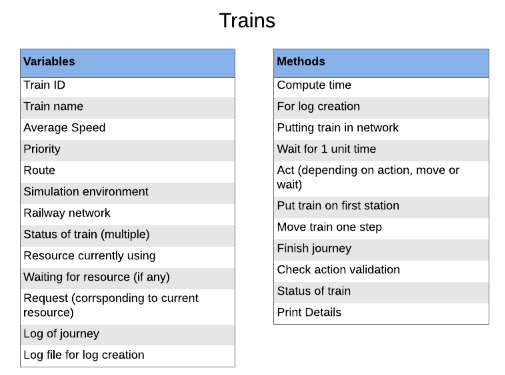 Trains
Variables
Train ID
Train name
Average Speed
Priority
Route
Simulation environment
Railway network
Status of train (multiple)
Resource currently using
Waiting for resource (if any)
Request (corrsponding to current
resource)
Log of journey
Log file for log creation
Methods
Compute time
For log creation
Putting train in network
Wait for 1 unit time
Act (depending on action, move or
wait)
Put train on first station
Move train one step
Finish journey
Check action validation
Status of train
Print Details